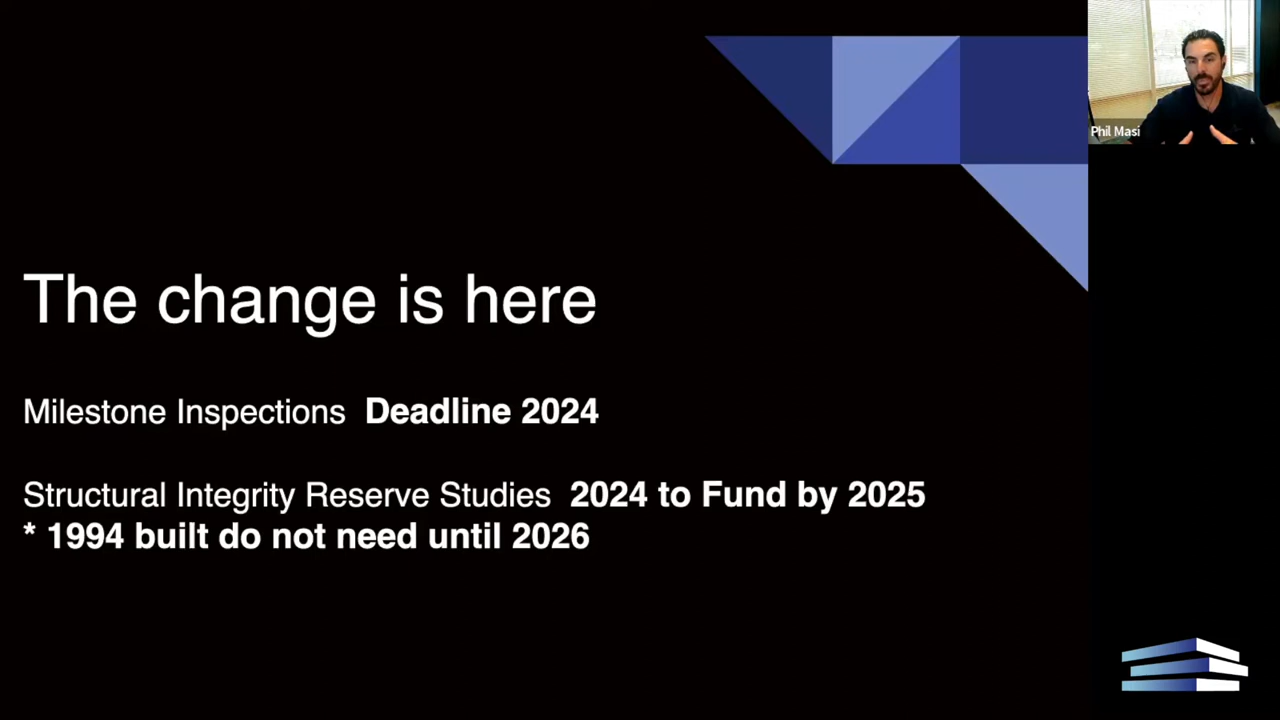 Phil Masi
The change is here
Milestone Inspections Deadline 2024
Structural Integrity Reserve Studies 2024 to Fund by 2025
* 1994 built do not need until 2026